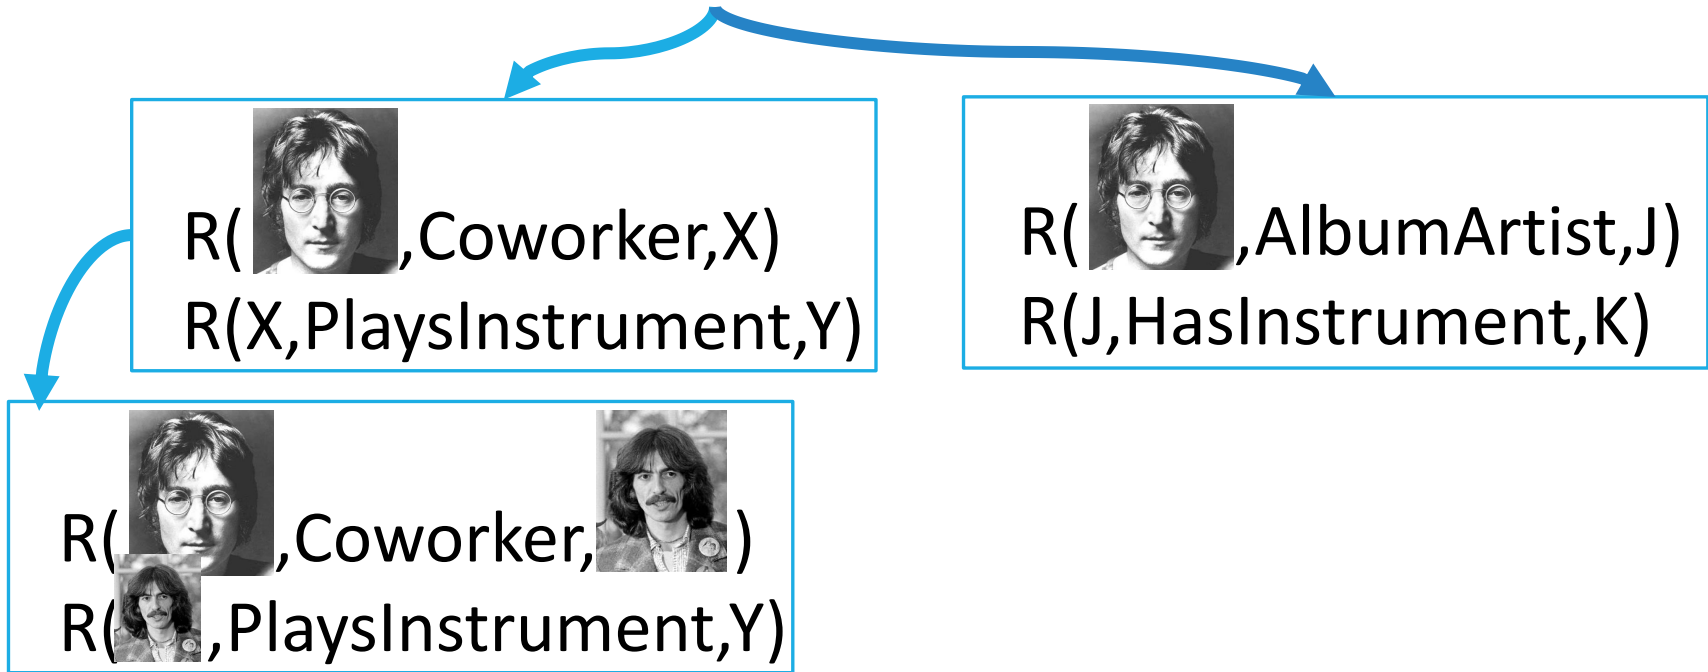 R( ,Coworker,X)
R(X,PlaysInstrument,Y)
R( ,AlbumArtist,J)
R(J,HasInstrument,K)
R( ,Coworker, )
R( ,PlaysInstrument,Y)